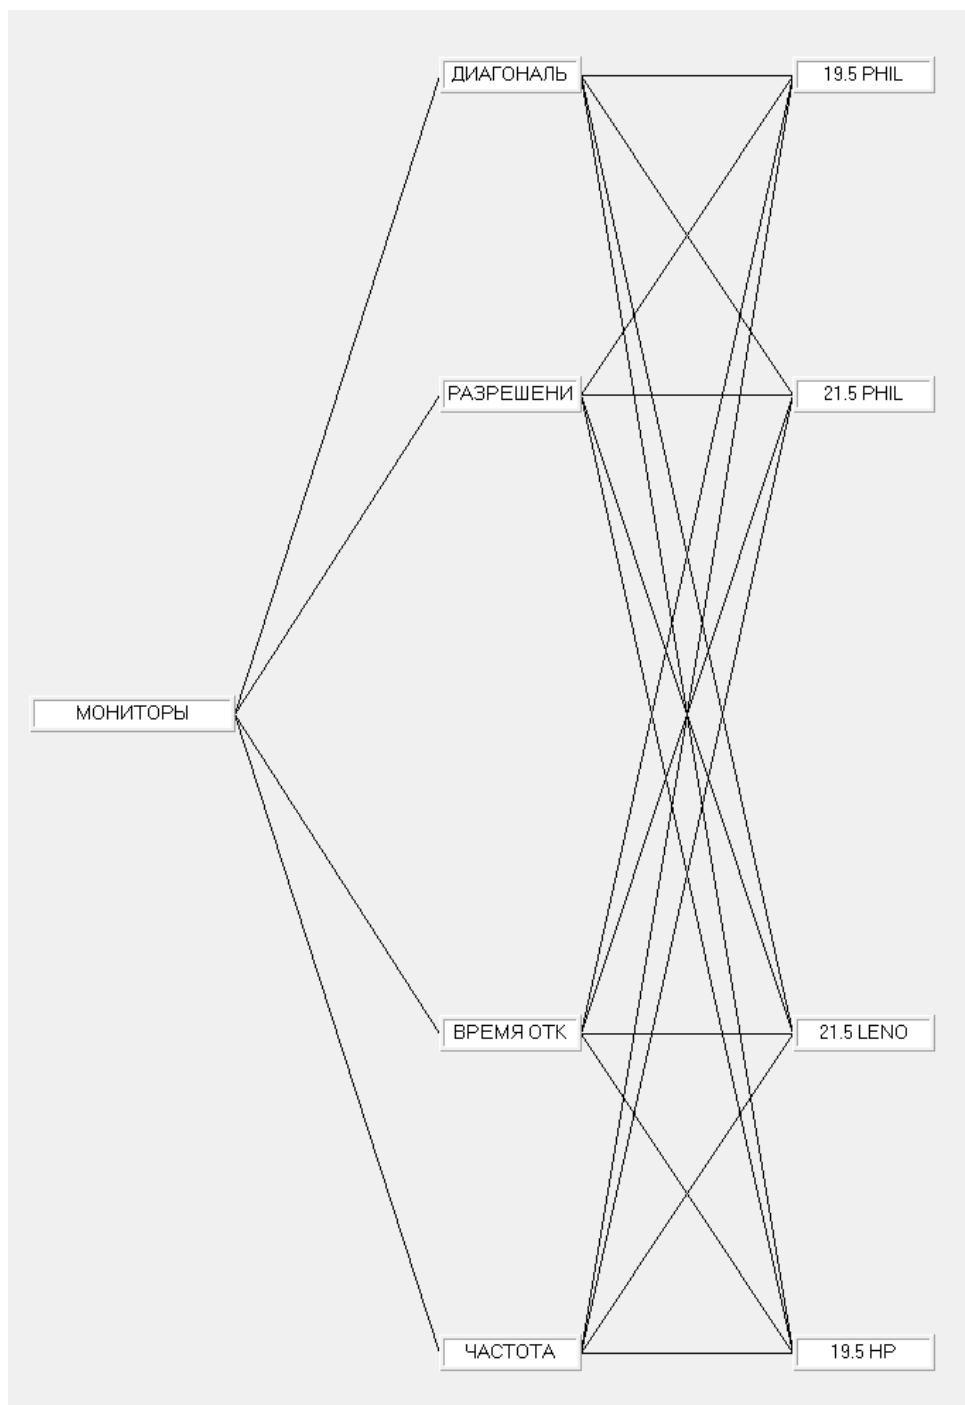 ДИАГОНАЛЬ
19.5 PHIL
РАЗРЕШЕНИ
21.5 PHIL
МОНИТОРЫ
ВРЕМЯ ОТК
21.5 LENO
ЧАСТОТА
19.5 HP